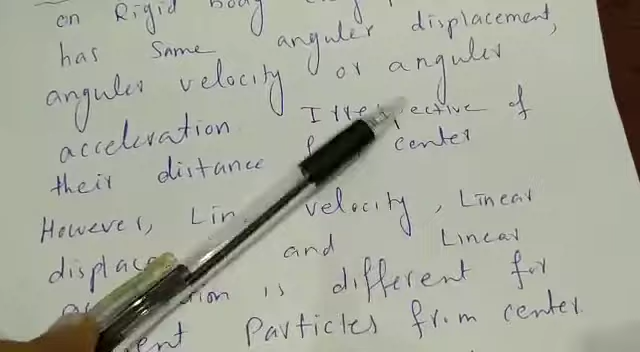 on Rigid body
has same angular displacement,
angular velocity or angular
acceleration. Irrespective of
their distance center
However, velocity, Linear
and Linear
is different for
Particles from center.